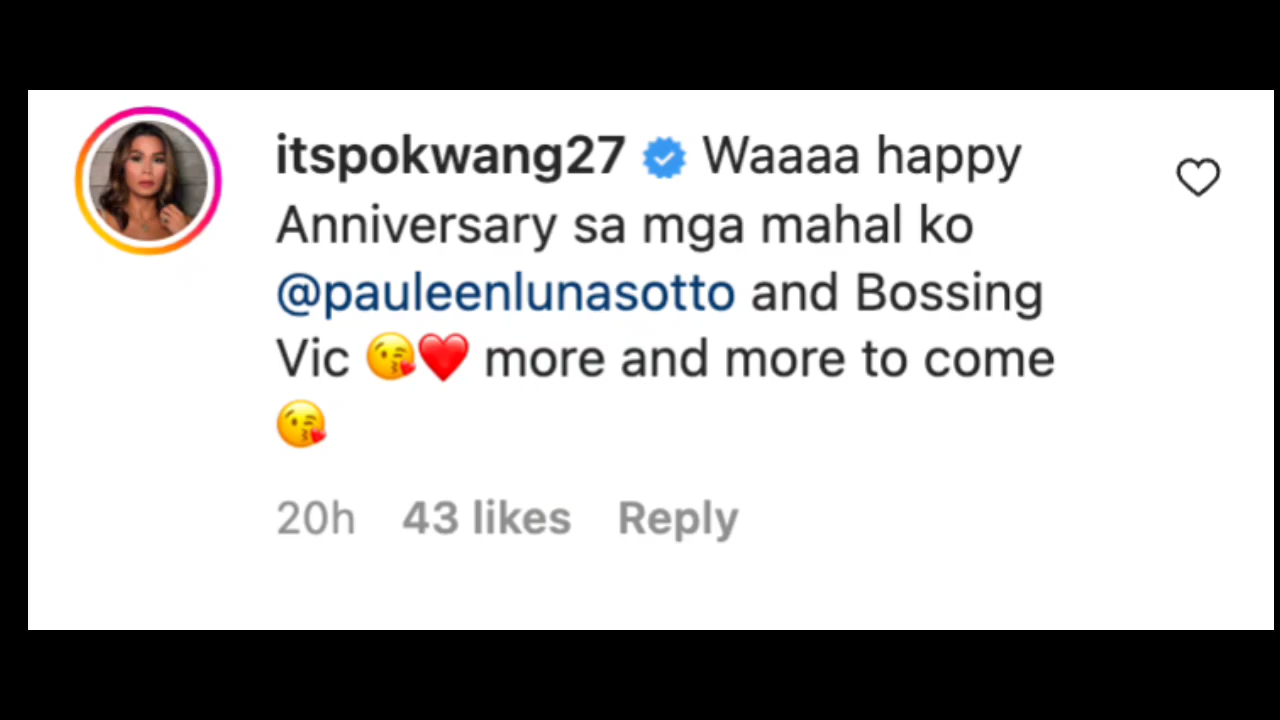 itspokwang27 Waaaa happy
Anniversary sa mga mahal ko
@pauleenlunasotto and Bossing
Vic 😘❤️ more and more to come
😘
20h 43 likes Reply